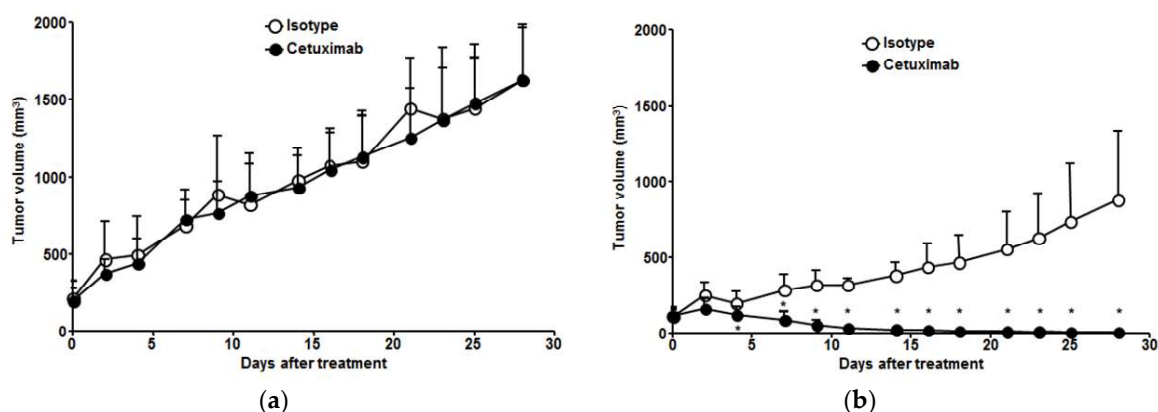 2000
1500
1000
500
0
Tumor volume (mm³)
Isotype
Cetuximab
0 5 10 15 20 25 30
Days after treatment
(a)
2000
1500
1000
500
0
Tumor volume (mm³)
Isotype
Cetuximab
* * * * * * * * * * * *
0 5 10 15 20 25 30
Days after treatment
(b)